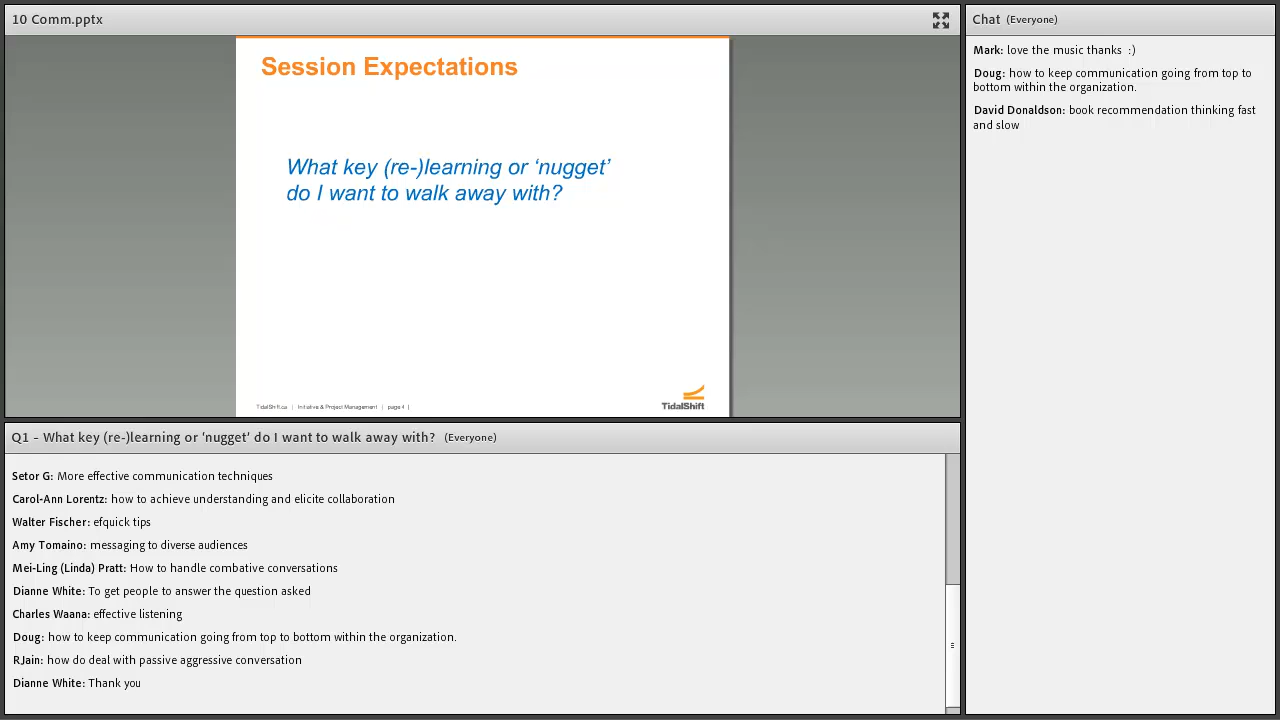 10 Comm.pptx
Session Expectations
What key (re-)learning or ‘nugget’
do I want to walk away with?
TidalShift.ca | Initiative & Project Management | page 4 |
TidalShift
Q1 - What key (re-)learning or ‘nugget’ do I want to walk away with? (Everyone)
Setor G: More effective communication techniques
Carol-Ann Lorentz: how to achieve understanding and elicite collaboration
Walter Fischer: efquick tips
Amy Tomaino: messaging to diverse audiences
Mei-Ling (Linda) Pratt: How to handle combative conversations
Dianne White: To get people to answer the question asked
Charles Waana: effective listening
Doug: how to keep communication going from top to bottom within the organization.
RJain: how do deal with passive aggressive conversation
Dianne White: Thank you
Chat (Everyone)
Mark: love the music thanks :)
Doug: how to keep communication going from top to
bottom within the organization.
David Donaldson: book recommendation thinking fast
and slow